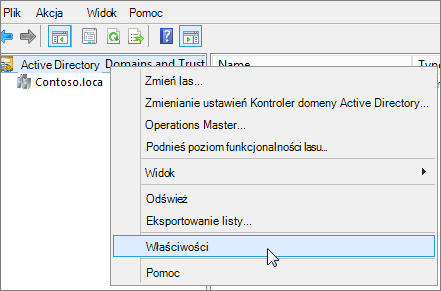 Plik Akcja Widok Pomoc
Active Directory Domains and Trust Name Type
Contoso.loca
Zmień las...
Zmienianie ustawień Kontroler domeny Active Directory...
Operations Master...
Podnieś poziom funkcjonalności lasu...
Widok
Odśwież
Eksportowanie listy...
Właściwości
Pomoc